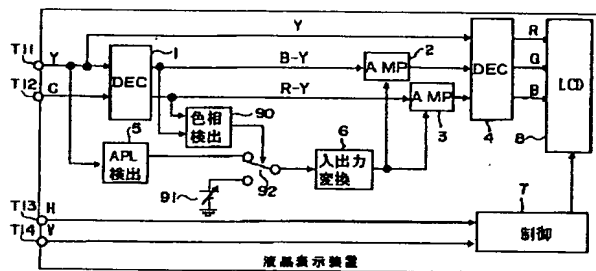 Y
T11 Y
1
DEC
B-Y
2
AMP
DEC
R
G
B
LCD
T12 C
R-Y
AMP
3
4
8
色相
検出
90
5
APL
検出
6
入出力
変換
91
92
7
T13 H
T14 V
制御
液晶表示装置